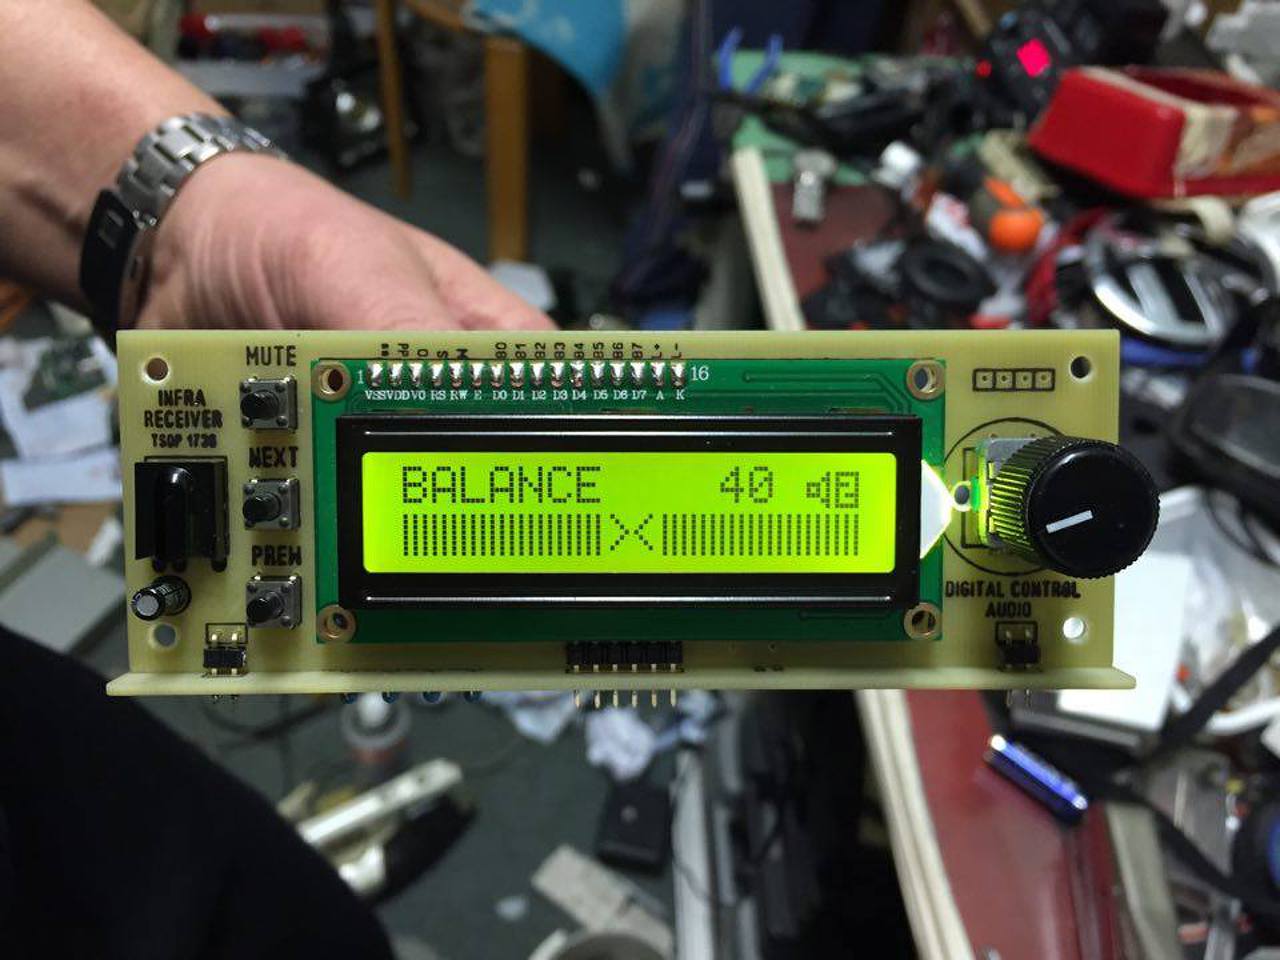 MUTE
INFRA
RECEIVER
TSOP 1736
NEXT
PREW
1
16
VSS VDD V0 RS RW E D0 D1 D2 D3 D4 D5 D6 D7 A K
BALANCE 40 2
DIGITAL CONTROL
AUDIO